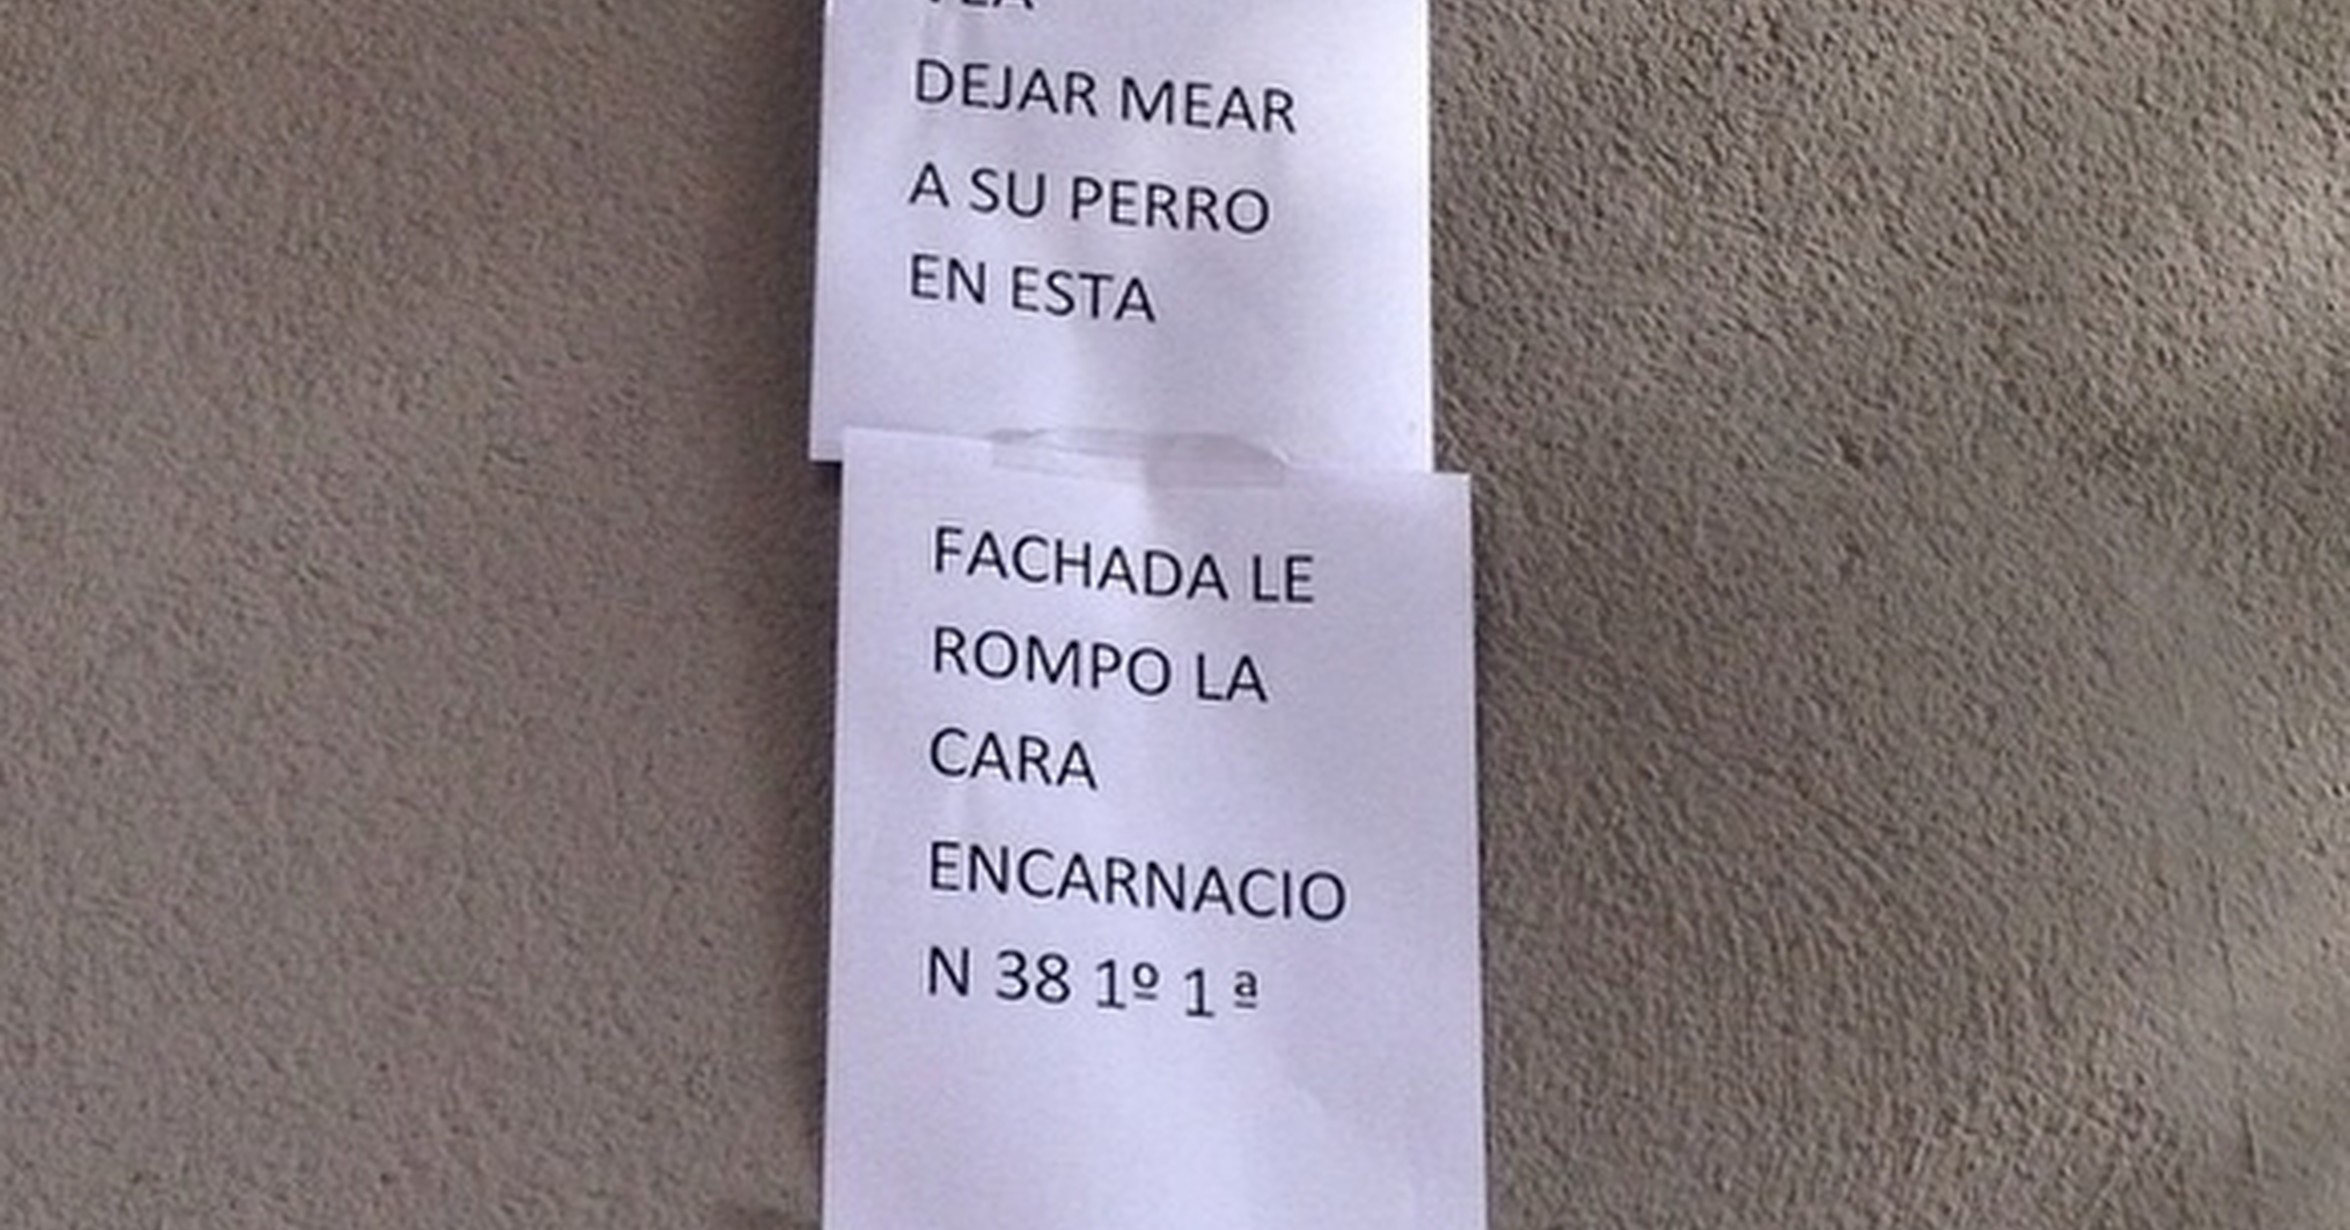 DEJAR MEAR
A SU PERRO
EN ESTA
FACHADA LE
ROMPO LA
CARA
ENCARNACIO
N 38 1º 1ª